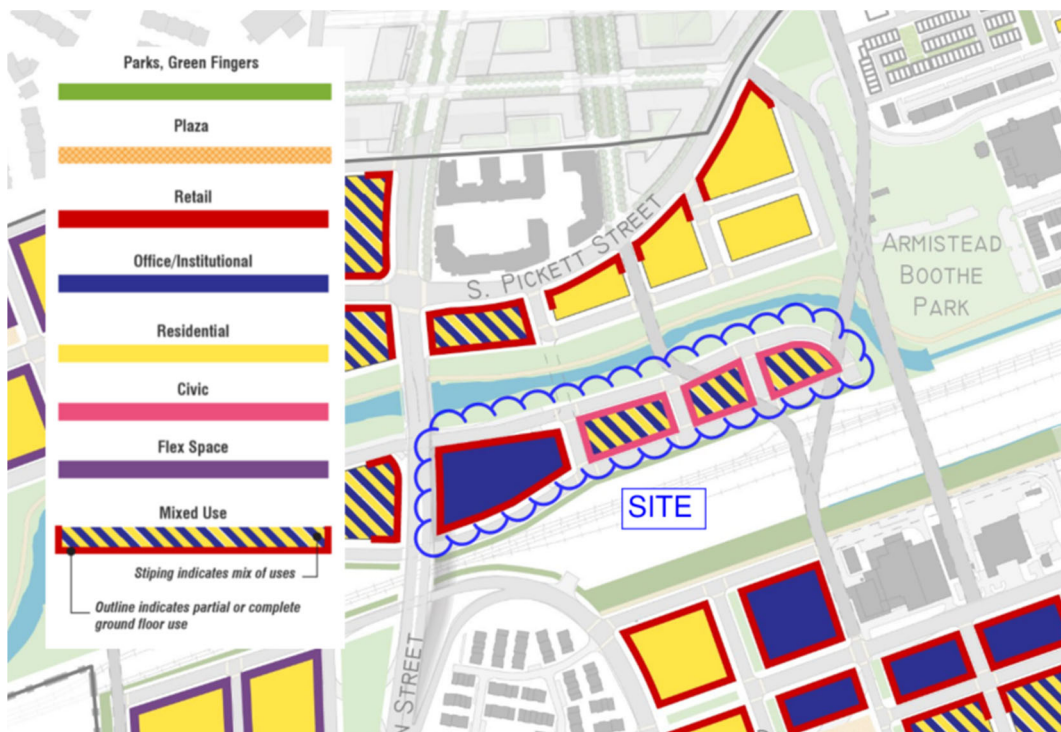 Parks, Green Fingers
Plaza
Retail
Office/Institutional
Residential
Civic
Flex Space
Mixed Use
Stiping indicates mix of uses
Outline indicates partial or complete
ground floor use
S. PICKETT STREET
ARMISTEAD
BOOTHE
PARK
SITE
N STREET